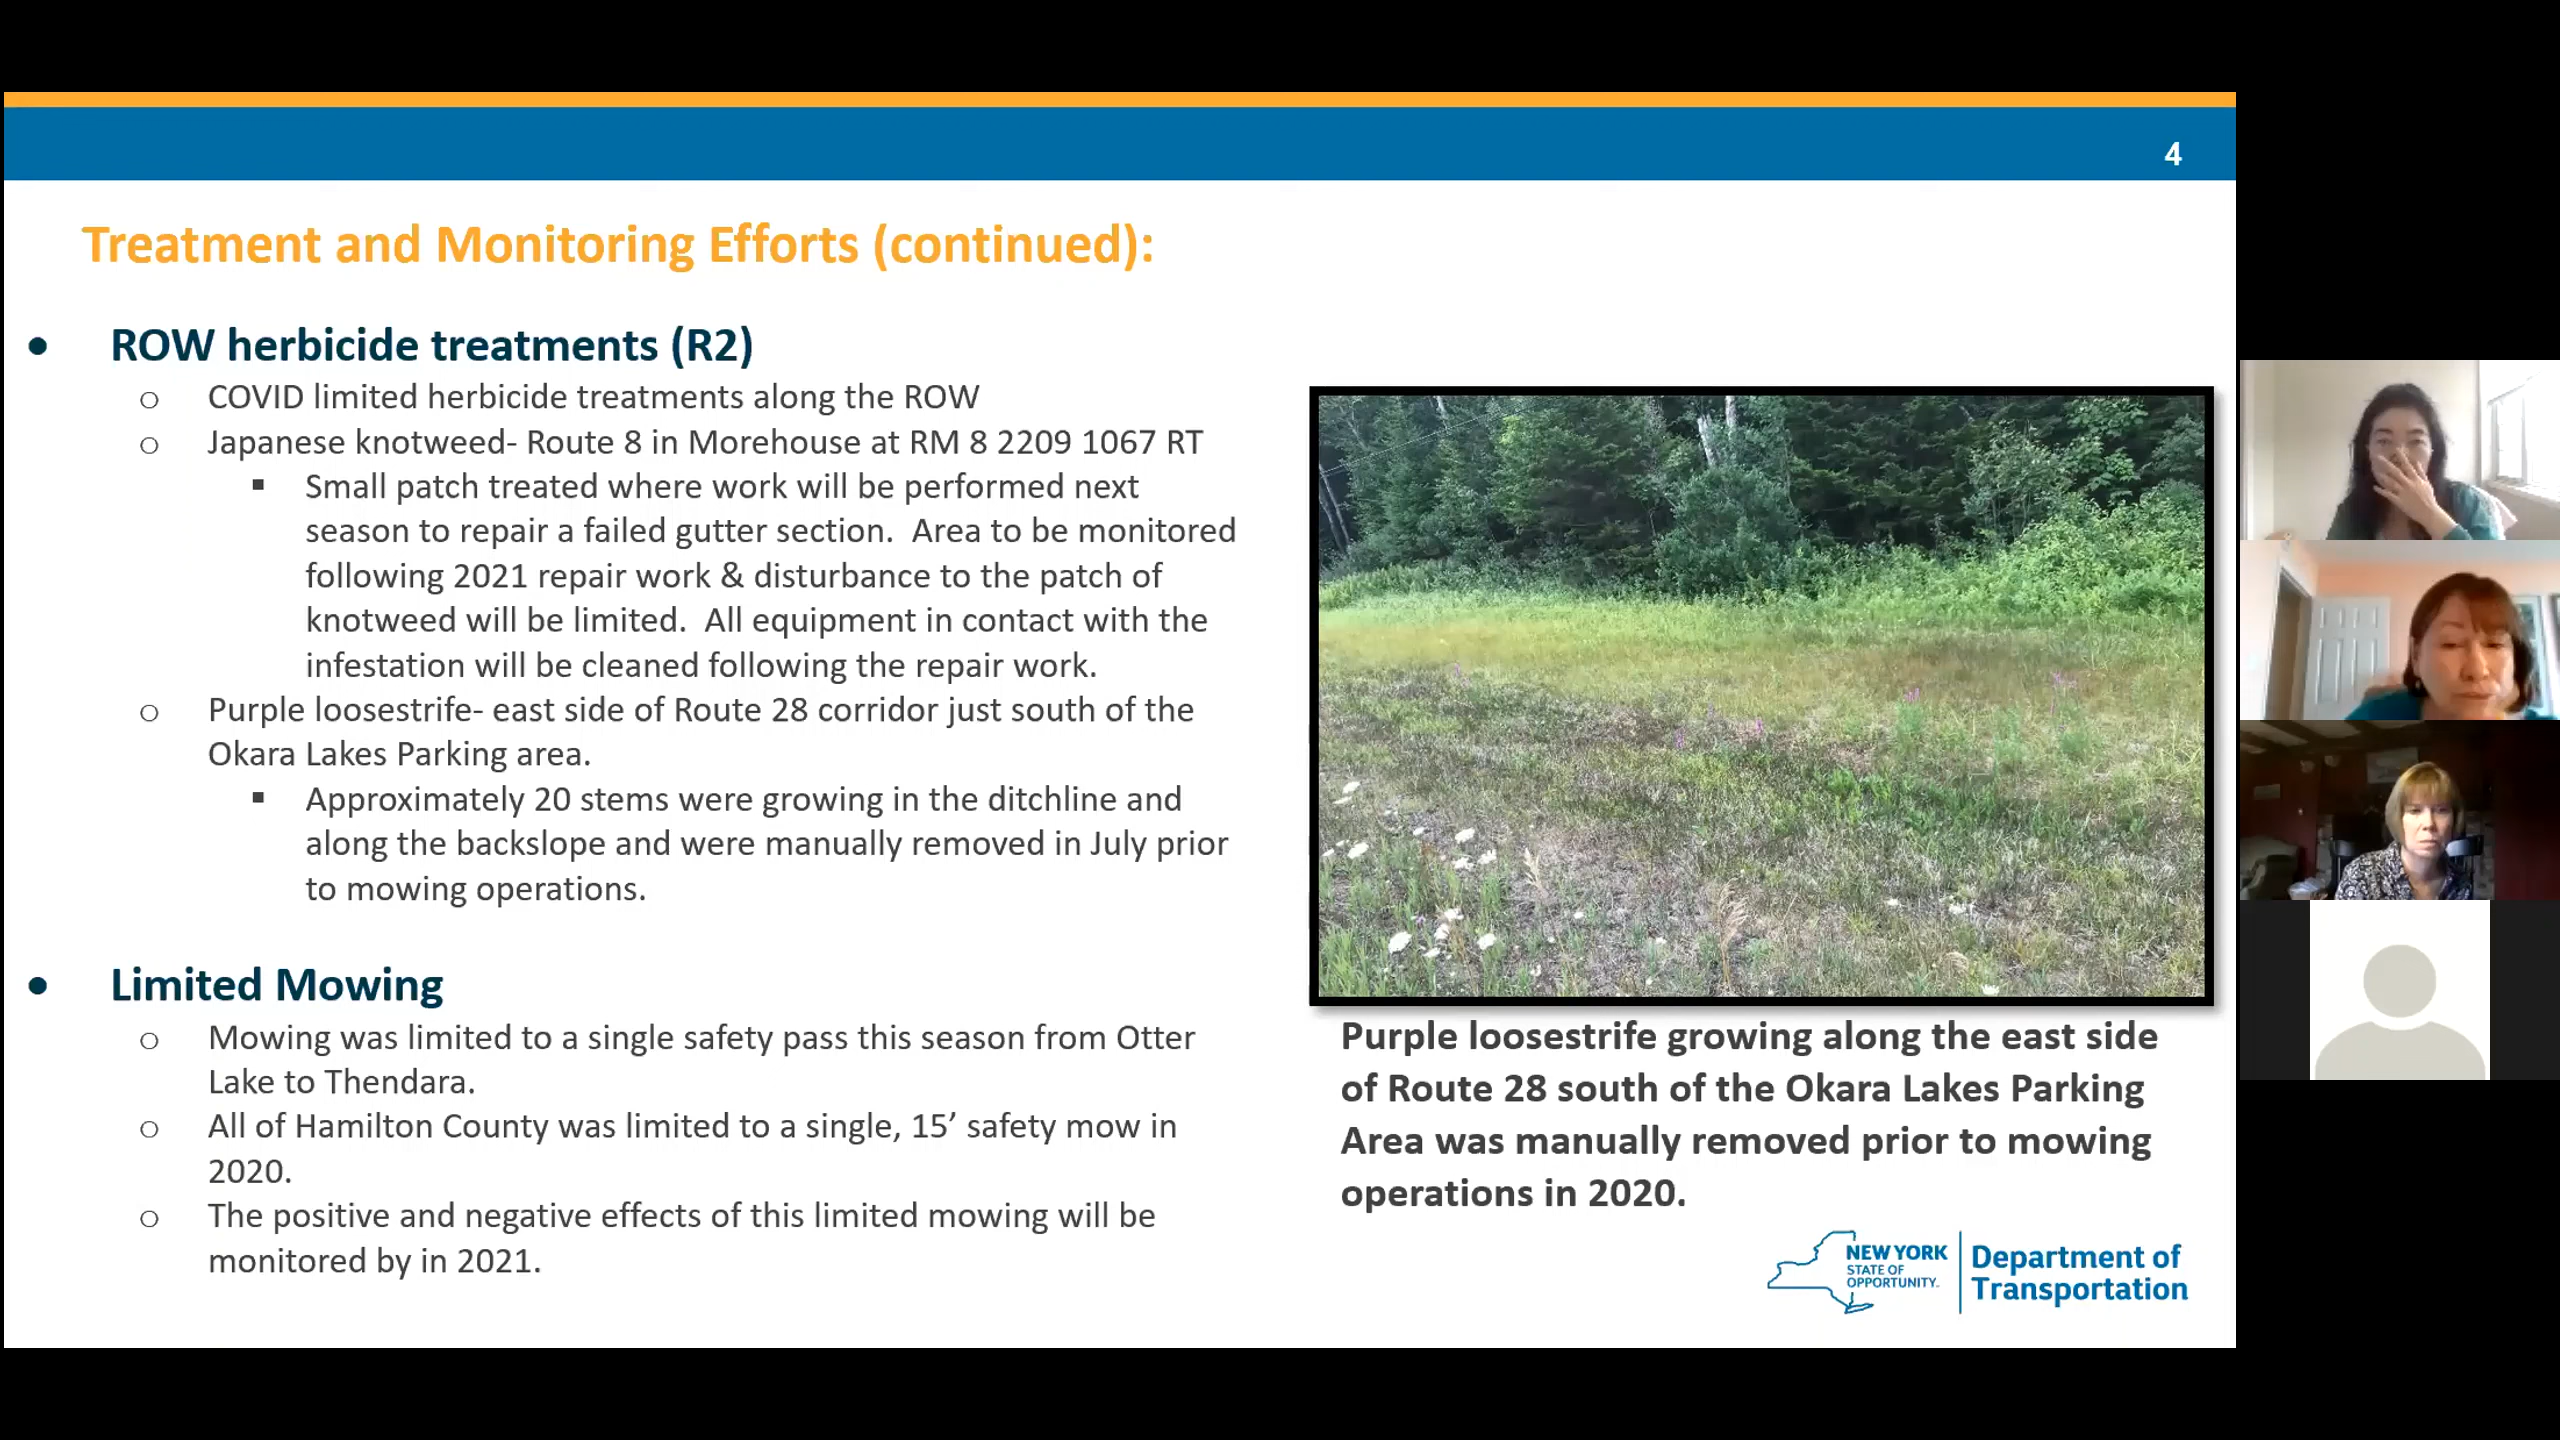 4
Treatment and Monitoring Efforts (continued):
• ROW herbicide treatments (R2)
o COVID limited herbicide treatments along the ROW
o Japanese knotweed- Route 8 in Morehouse at RM 8 2209 1067 RT
▪ Small patch treated where work will be performed next
season to repair a failed gutter section.  Area to be monitored
following 2021 repair work & disturbance to the patch of
knotweed will be limited.  All equipment in contact with the
infestation will be cleaned following the repair work.
o Purple loosestrife- east side of Route 28 corridor just south of the
Okara Lakes Parking area.
▪ Approximately 20 stems were growing in the ditchline and
along the backslope and were manually removed in July prior
to mowing operations.
• Limited Mowing
o Mowing was limited to a single safety pass this season from Otter
Lake to Thendara.
o All of Hamilton County was limited to a single, 15’ safety mow in
2020.
o The positive and negative effects of this limited mowing will be
monitored by in 2021.
Purple loosestrife growing along the east side
of Route 28 south of the Okara Lakes Parking
Area was manually removed prior to mowing
operations in 2020.
NEW YORK
STATE OF
OPPORTUNITY.
Department of
Transportation